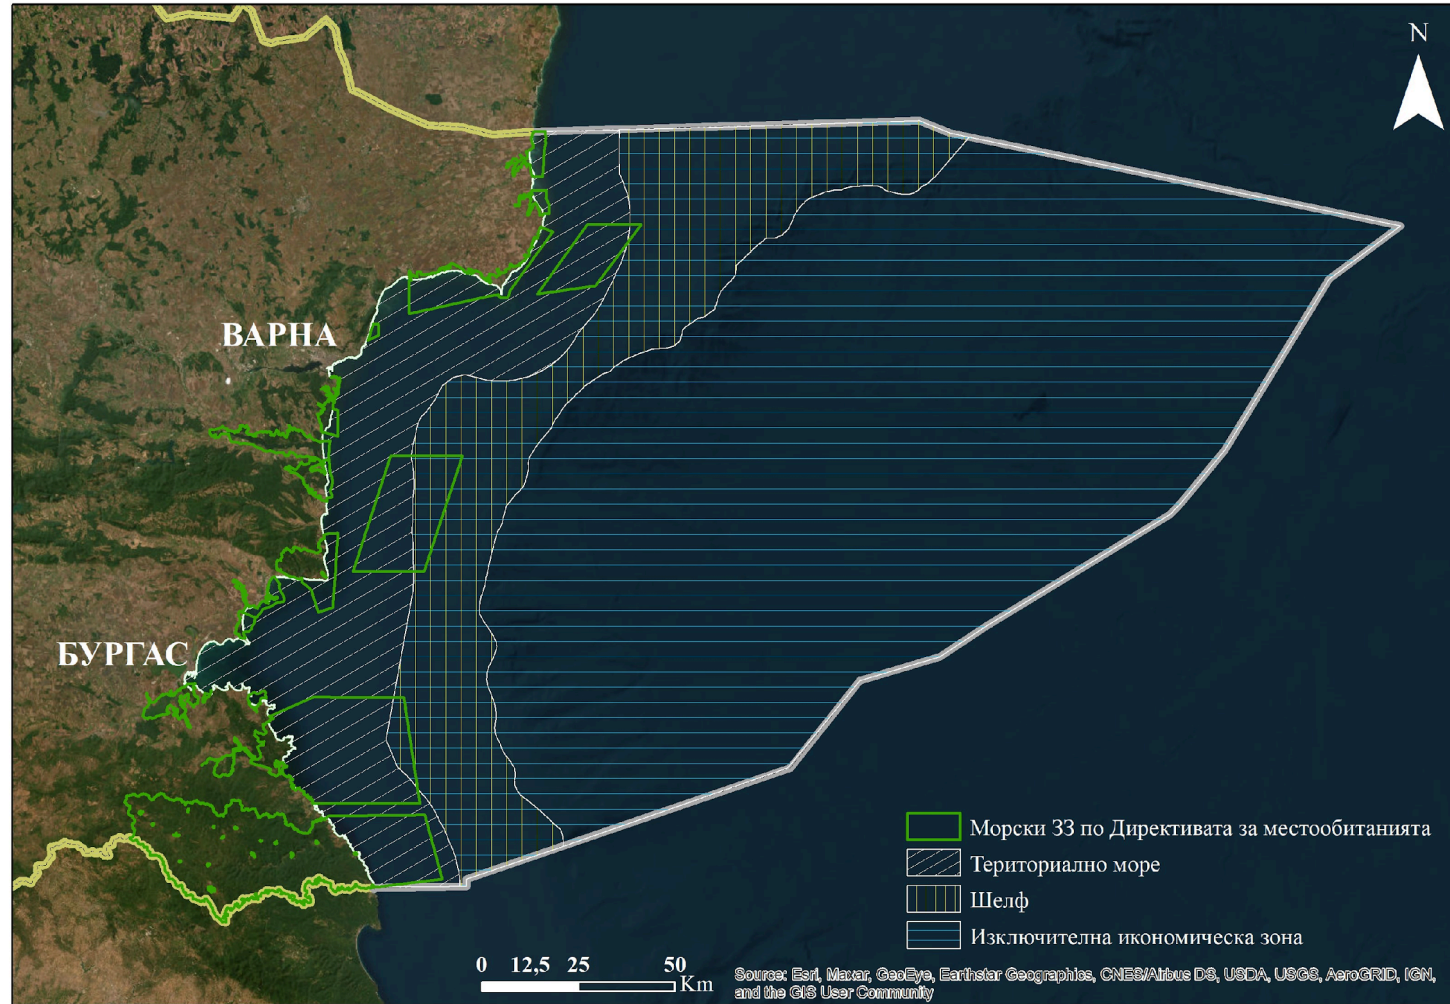 N
ВАРНА
БУРГАС
Морски ЗЗ по Директивата за местообитанията
Териториално море
Шелф
Изключителна икономическа зона
0 12,5 25 50
Km
Source: Esri, Maxar, GeoEye, Earthstar Geographics, CNES/Airbus DS, USDA, USGS, AeroGRID, IGN,
and the GIS User Community